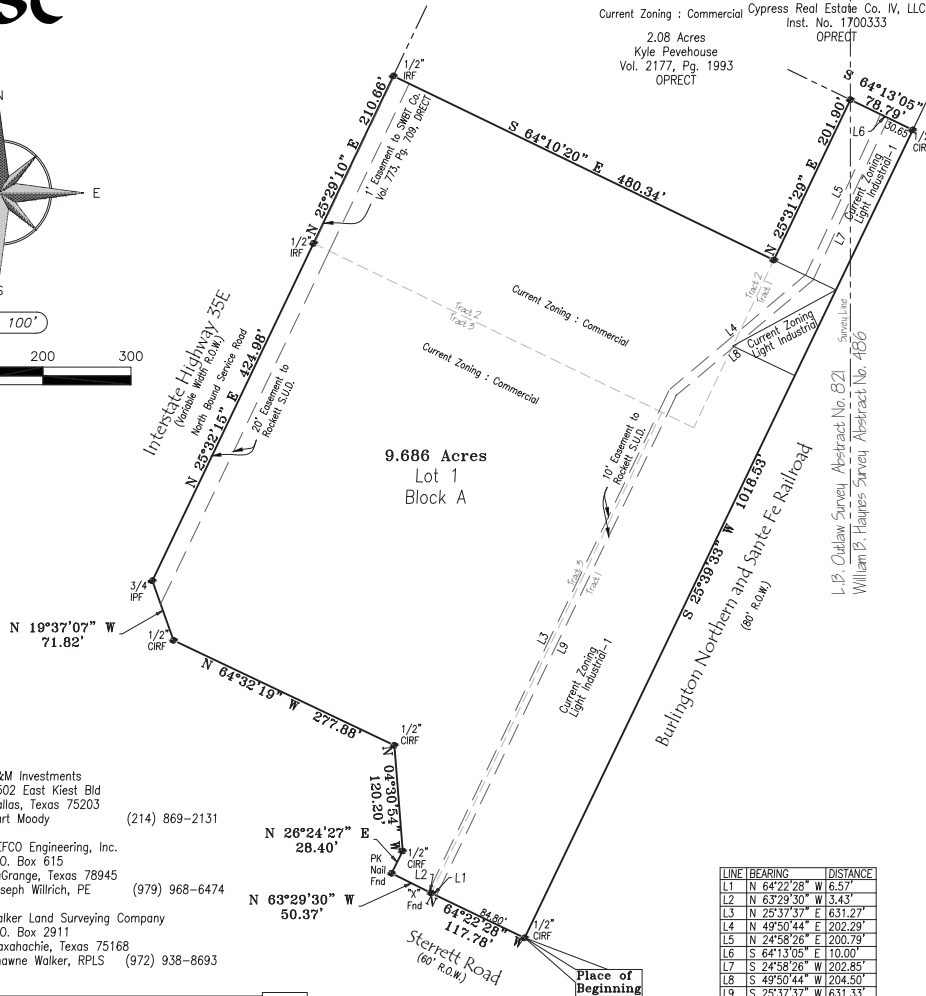 Current Zoning : Commercial
Cypress Real Estate Co. IV, LLC
Inst. No. 1700333
OPRECT
2.08 Acres
Kyle Pevehouse
Vol. 2177, Pg. 1993
OPRECT
S 64°13'05" E
78.79'
30.65
L6
1/2"
IRF
N 25°29'10" E 210.66'
1' Easement to SWBT Co.
Vol. 773, Pg. 709, DRECT
S 64°10'20" E 480.34'
N 25°31'29" E 201.90'
L5
L7
Current Zoning
Light Industrial-1
CIRF
E
100'
200
300
1/2"
IRF
Tract 2
Tract 3
Current Zoning : Commercial
Current Zoning : Commercial
Tract 2
Tract 1
L4
L8
Current Zoning
Light Industrial
Survey Line
L.B. Outlaw Survey Abstract No. 821
William B. Haynes Survey Abstract No. 486
Interstate Highway 35E
(Variable Width R.O.W.)
North Bound Service Road
N 25°32'15" E 424.98'
20' Easement to
Rockett S.U.D.
9.686 Acres
Lot 1
Block A
10' Easement to
Rockett S.U.D.
Tract 3
Tract 1
L3
L9
Current Zoning
Light Industrial-1
S 25°39'33" W 1018.53'
Burlington Northern and Sante Fe Railroad
(80' R.O.W.)
3/4
IPF
N 19°37'07" W
71.82'
1/2"
CIRF
N 64°32'19" W 277.88'
1/2"
CIRF
N 04°30'54" W
120.20'
N 26°24'27" E
28.40'
1/2"
CIRF
PK
Nail
Fnd
L2
L1
N 63°29'30" W
50.37'
"X"
Fnd
84.80'
N 64°22'28" W
117.78'
1/2"
CIRF
Sterrett Road
(60' R.O.W.)
Place of
Beginning
&M Investments
502 East Kiest Bld
allas, Texas 75203
art Moody (214) 869-2131
EFCO Engineering, Inc.
O. Box 615
aGrange, Texas 78945
seph Willrich, PE (979) 968-6474
alker Land Surveying Company
O. Box 2911
axahachie, Texas 75168
hawne Walker, RPLS (972) 938-8693
LINE BEARING DISTANCE
L1 N 64°22'28" W 6.57'
L2 N 63°29'30" W 3.43'
L3 N 25°37'37" E 631.27'
L4 N 49°50'44" E 202.29'
L5 N 24°58'26" E 200.79'
L6 S 64°13'05" E 10.00'
L7 S 24°58'26" W 202.85'
L8 S 49°50'44" W 204.50'
L9 S 25°37'37" W 631.33'